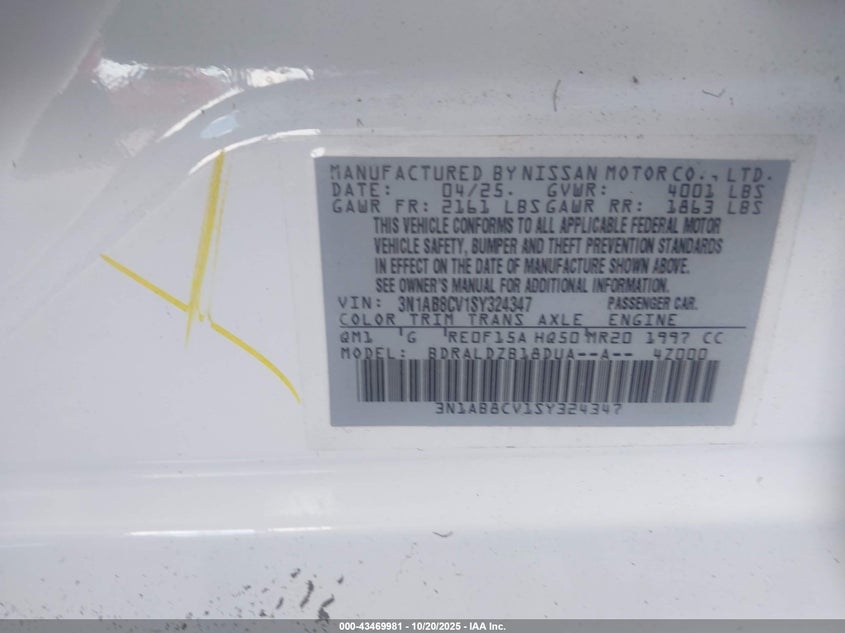 MANUFACTURED BY NISSAN MOTOR CO., LTD.
DATE: 04/25. GVWR: 4001 LBS
GAWR FR: 2161 LBS GAWR RR: 1863 LBS
THIS VEHICLE CONFORMS TO ALL APPLICABLE FEDERAL MOTOR
VEHICLE SAFETY, BUMPER AND THEFT PREVENTION STANDARDS
IN EFFECT ON THE DATE OF MANUFACTURE SHOWN ABOVE.
SEE OWNER'S MANUAL FOR ADDITIONAL INFORMATION.
VIN: 3N1AB8CV1SY324347 PASSENGER CAR.
COLOR TRIM TRANS AXLE ENGINE
QM1 G RE0F15A HQ50 MR20 1997 CC
MODEL: BDRALDZB18DUA--A-- 4Z000
3N1AB8CV1SY324347
000-43469981 - 10/20/2025 - IAA Inc.